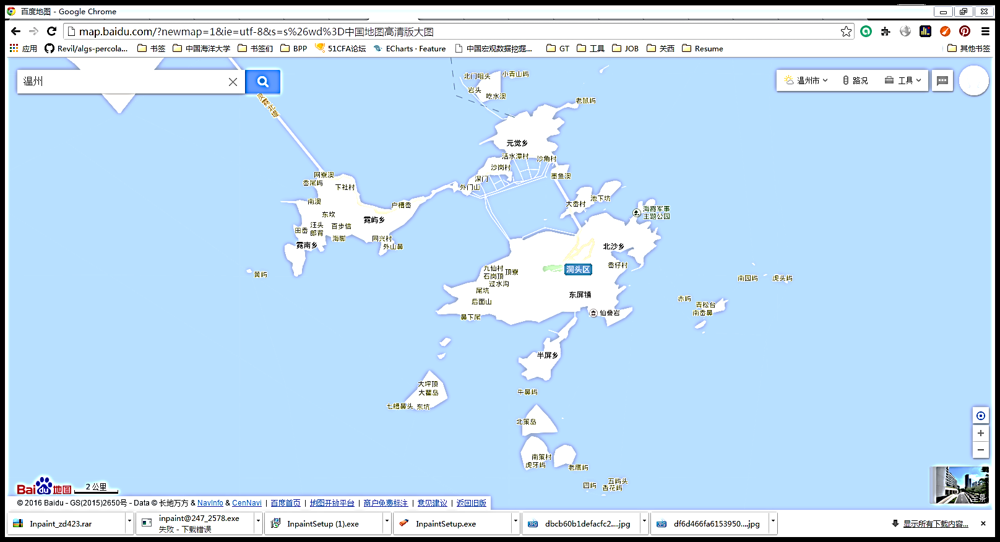 百度地图 - Google Chrome
map.baidu.com/?newmap=1&ie=utf-8&s=s%26wd%3D中国地图高清版大图
应用 Revil/algs-percola... 书签 中国海洋大学 书签们 BPP 51CFA论坛 ECharts · Feature 中国宏观数据挖掘... GT 工具 JOB 关西 Resume 其他书签
温州
温州市 路况 工具
灵霓北堤
北门咀头 小青山屿
岩头
吃水澳
老鼠屿
元觉乡
活水潭村 沙角村
沙岗村
深门 墨鱼澳
外门山
网寮澳
岙尾屿
下社村
南澳
户槽岙
东坎
霓屿乡
汪头
郎背
百步信
田岙
海脚
同兴村
霓南乡
外山鼻
黄屿
大岙村 池下坑
海霞军事
主题公园
北沙乡
岙仔村
洞头区
九仙村
石岗顶
顶寮
过水沟
尾坑
后面山
鼻下尾
东屏镇
仙叠岩
南园屿 虎头屿
赤屿
青松台
南岙鼻
半屏乡
大坪顶
大瞿岛
七艚鼻头 东坑
牛鼻屿
北策岛
南策村
虎牙屿
老鹰屿
四屿
五屿头
香花屿
Bai du 地图
2 公里
全景
© 2016 Baidu - GS(2015)2650号 - Data © 长地万方 & NavInfo & CenNavi | 百度首页 | 地图开放平台 | 商户免费标注 | 意见建议 | 返回旧版
Inpaint_zd423.rar
inpaint@247_2578.exe
失败 - 下载错误
InpaintSetup (1).exe
InpaintSetup.exe
dbcb60b1defacfc2....jpg
df6d466fa6153950....jpg
显示所有下载内容...